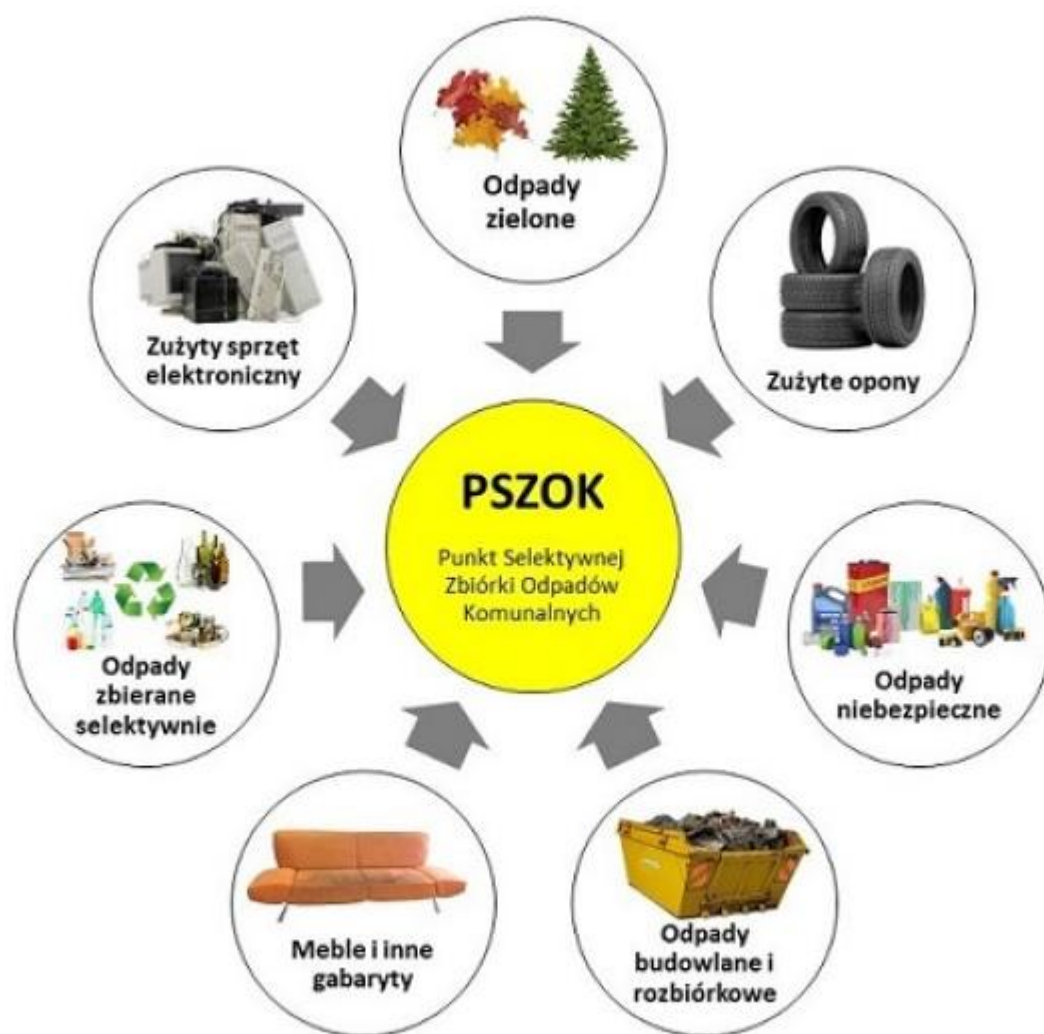 Odpady
zielone
Zużyty sprzęt
elektroniczny
Zużyte opony
PSZOK
Punkt Selektywnej
Zbiórki Odpadów
Komunalnych
Odpady
zbierane
selektywnie
Odpady
niebezpieczne
Meble i inne
gabaryty
Odpady
budowlane i
rozbiórkowe